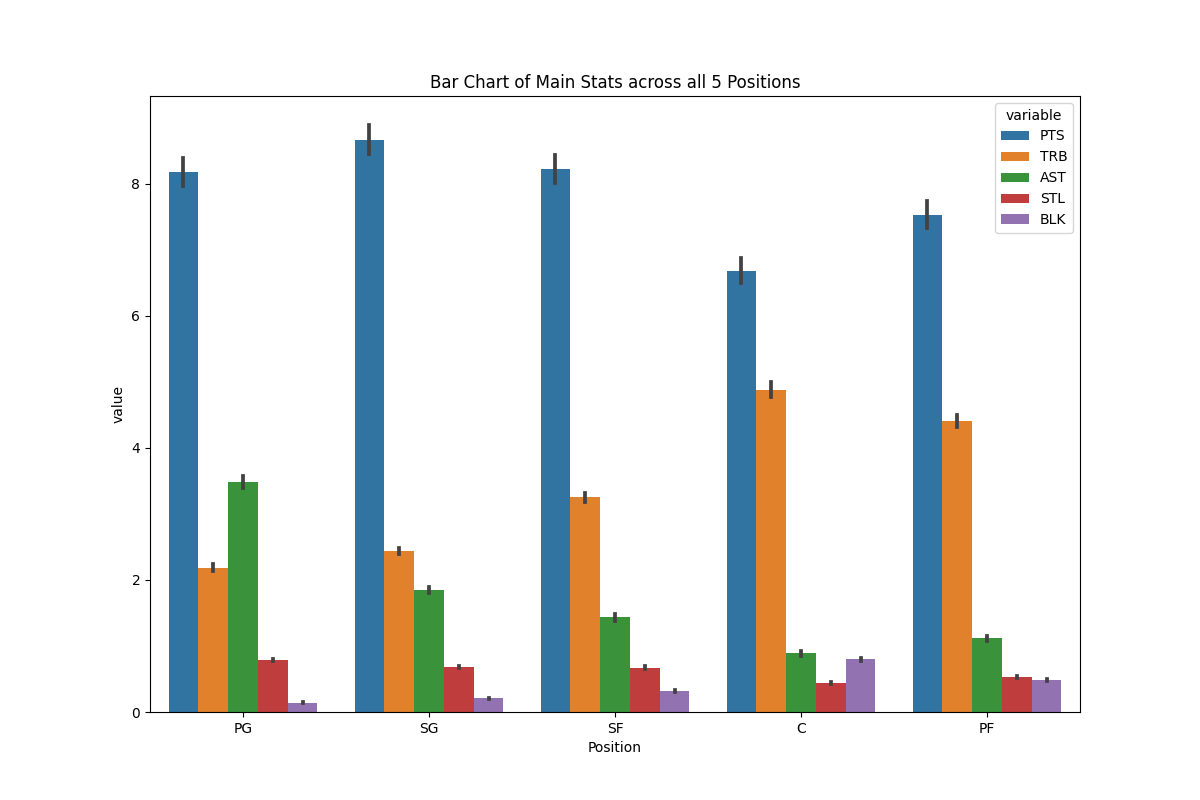 Bar Chart of Main Stats across all 5 Positions
variable
PTS
TRB
AST
STL
BLK
value
8
6
4
2
0
PG SG SF C PF
Position